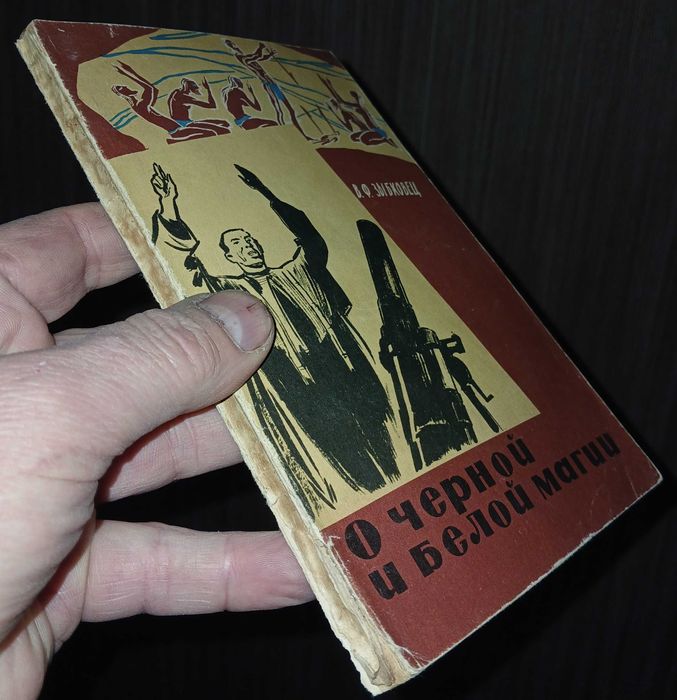 В. Ф. ЗЫБКОВЕЦ
О черной
и белой магии